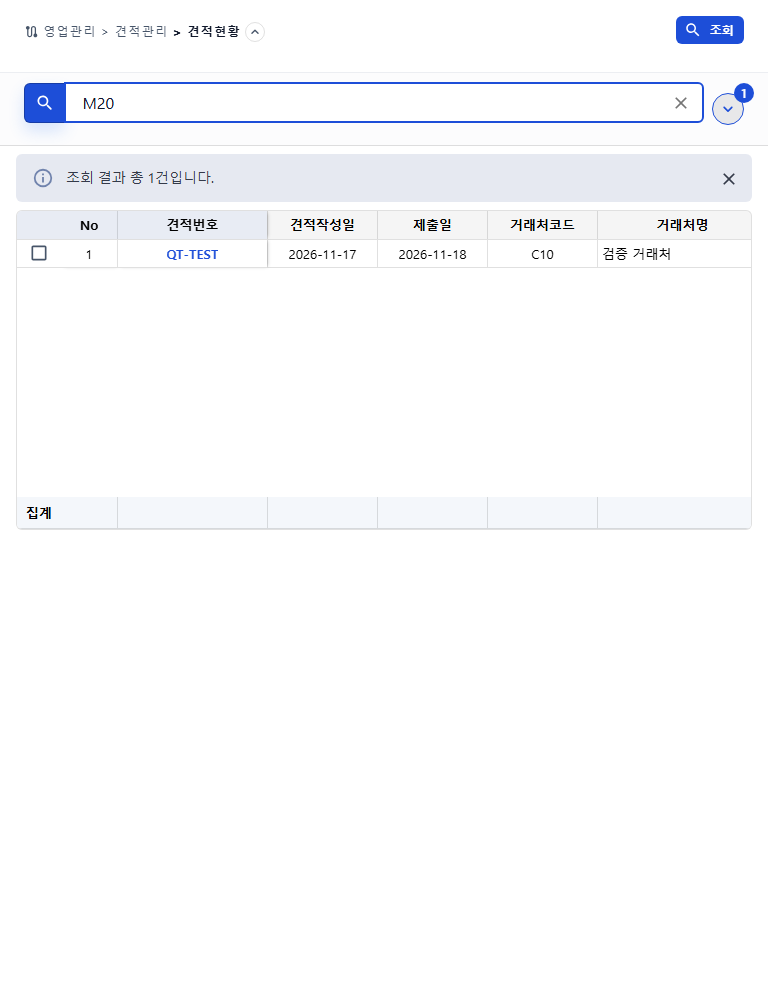 영업관리 > 견적관리 > 견적현황
조회
M20
1
조회 결과 총 1건입니다.
No 견적번호 견적작성일 제출일 거래처코드 거래처명
1 QT-TEST 2026-11-17 2026-11-18 C10 검증 거래처
집계